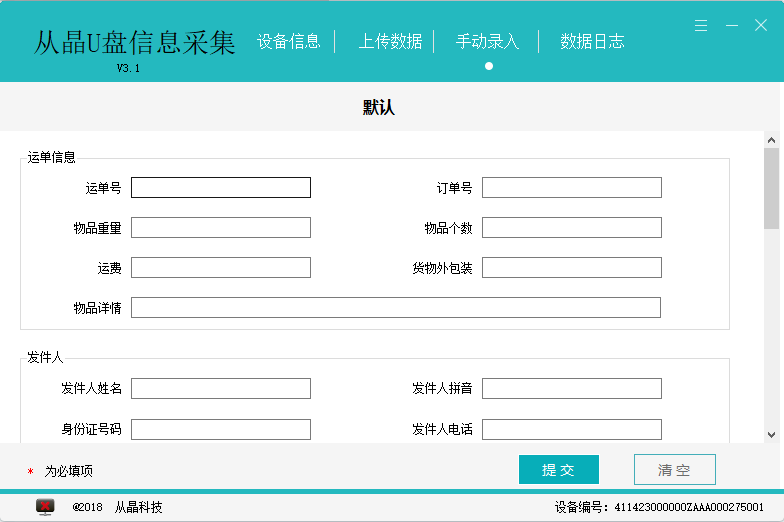 从晶U盘信息采集
V3.1
设备信息 上传数据 手动录入 数据日志
默认
运单信息
运单号 订单号
物品重量 物品个数
运费 货物外包装
物品详情
发件人
发件人姓名 发件人拼音
身份证号码 发件人电话
* 为必填项 提交 清空
©2018 从晶科技 设备编号: 411423000000ZAAA000275001